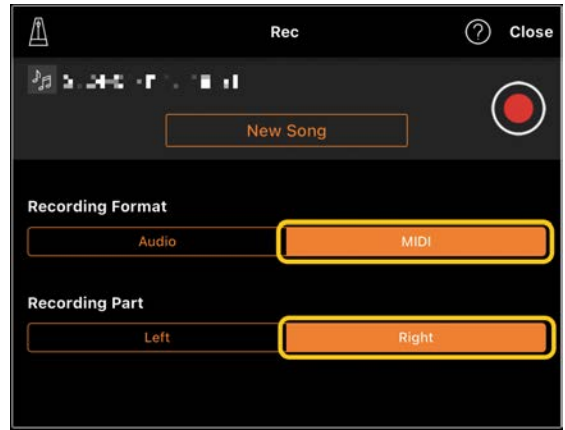 Rec ? Close
New Song
Recording Format
Audio MIDI
Recording Part
Left Right